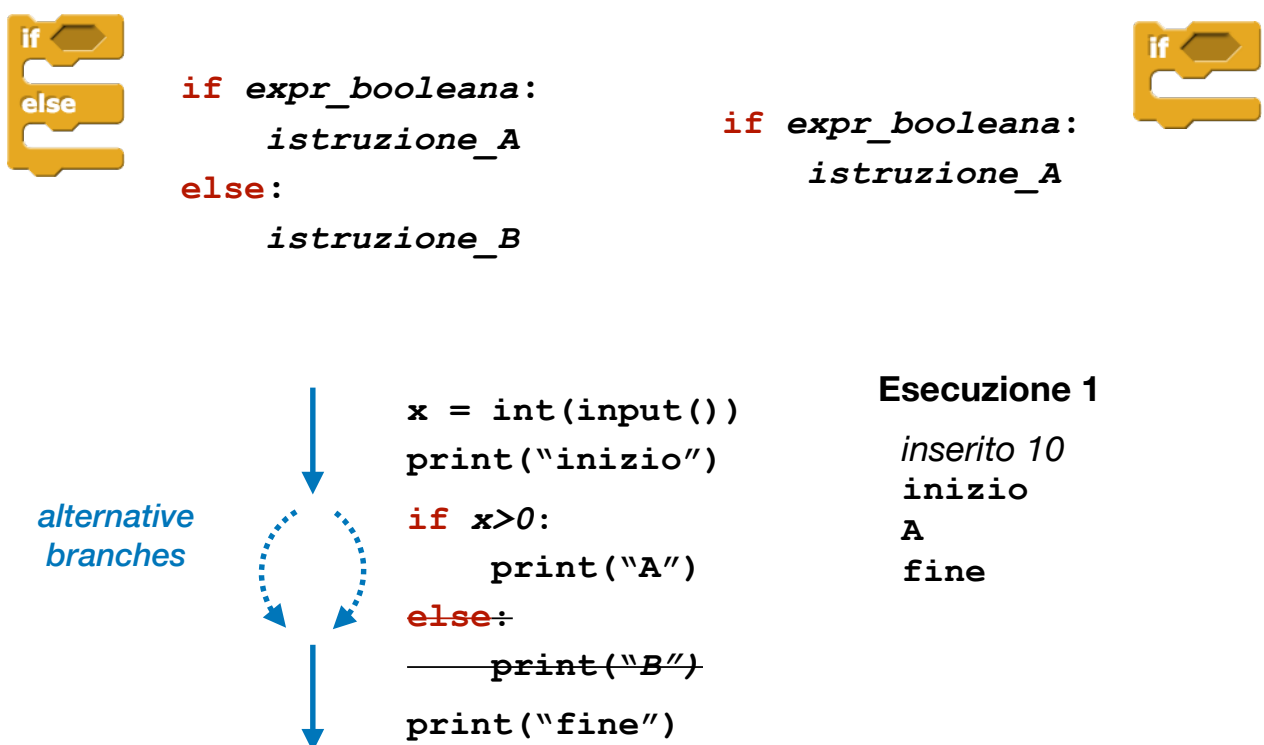 if
else
if expr_booleana:
istruzione_A
else:
istruzione_B
if
if expr_booleana:
istruzione_A
alternative
branches
x = int(input())
print(“inizio”)
if x>0:
print(“A”)
else:
print(“B”)
print(“fine”)
Esecuzione 1
inserito 10
inizio
A
fine